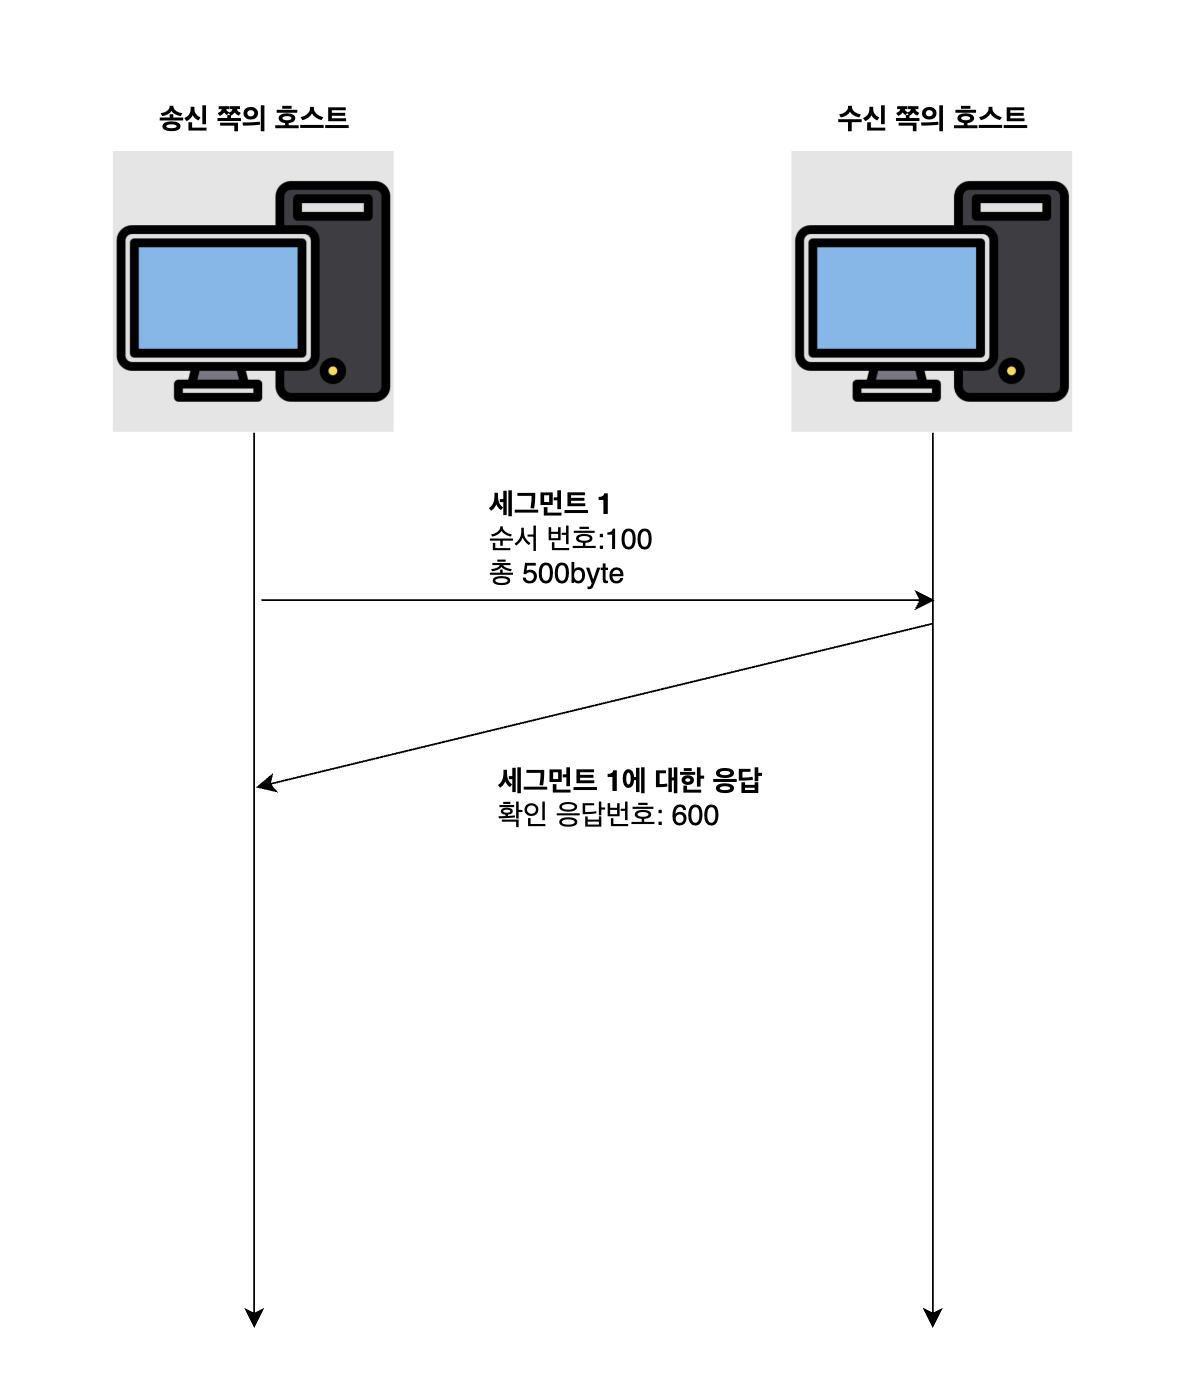 송신 쪽의 호스트
수신 쪽의 호스트
세그먼트 1
순서 번호:100
총 500byte
세그먼트 1에 대한 응답
확인 응답번호: 600